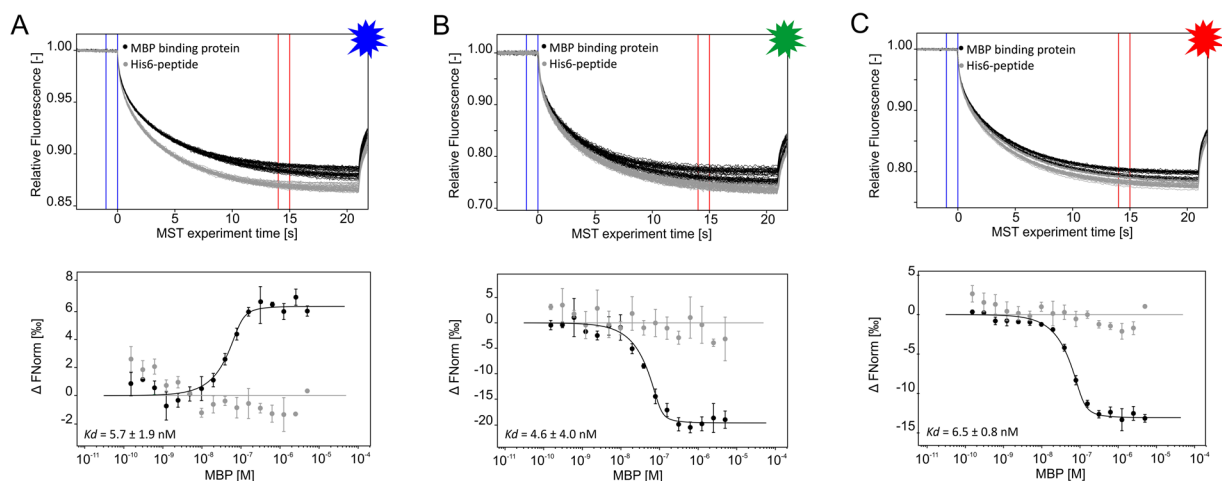 A
1.00
0.95
0.90
0.85
Relative Fluorescence [-]
MBP binding protein
His6-peptide
0 5 10 15 20
MST experiment time [s]
B
1.00
0.90
0.80
0.70
Relative Fluorescence [-]
MBP binding protein
His6-peptide
0 5 10 15 20
MST experiment time [s]
C
1.00
0.90
0.80
Relative Fluorescence [-]
MBP binding protein
His6-peptide
0 5 10 15 20
MST experiment time [s]
8
6
4
2
0
-2
Δ FNorm [‰]
Kd = 5.7 ± 1.9 nM
10⁻¹¹ 10⁻¹⁰ 10⁻⁹ 10⁻⁸ 10⁻⁷ 10⁻⁶ 10⁻⁵ 10⁻⁴
MBP [M]
5
0
-5
-10
-15
-20
Δ FNorm [‰]
Kd = 4.6 ± 4.0 nM
10⁻¹¹ 10⁻¹⁰ 10⁻⁹ 10⁻⁸ 10⁻⁷ 10⁻⁶ 10⁻⁵ 10⁻⁴
MBP [M]
5
0
-5
-10
-15
Δ FNorm [‰]
Kd = 6.5 ± 0.8 nM
10⁻¹¹ 10⁻¹⁰ 10⁻⁹ 10⁻⁸ 10⁻⁷ 10⁻⁶ 10⁻⁵ 10⁻⁴
MBP [M]